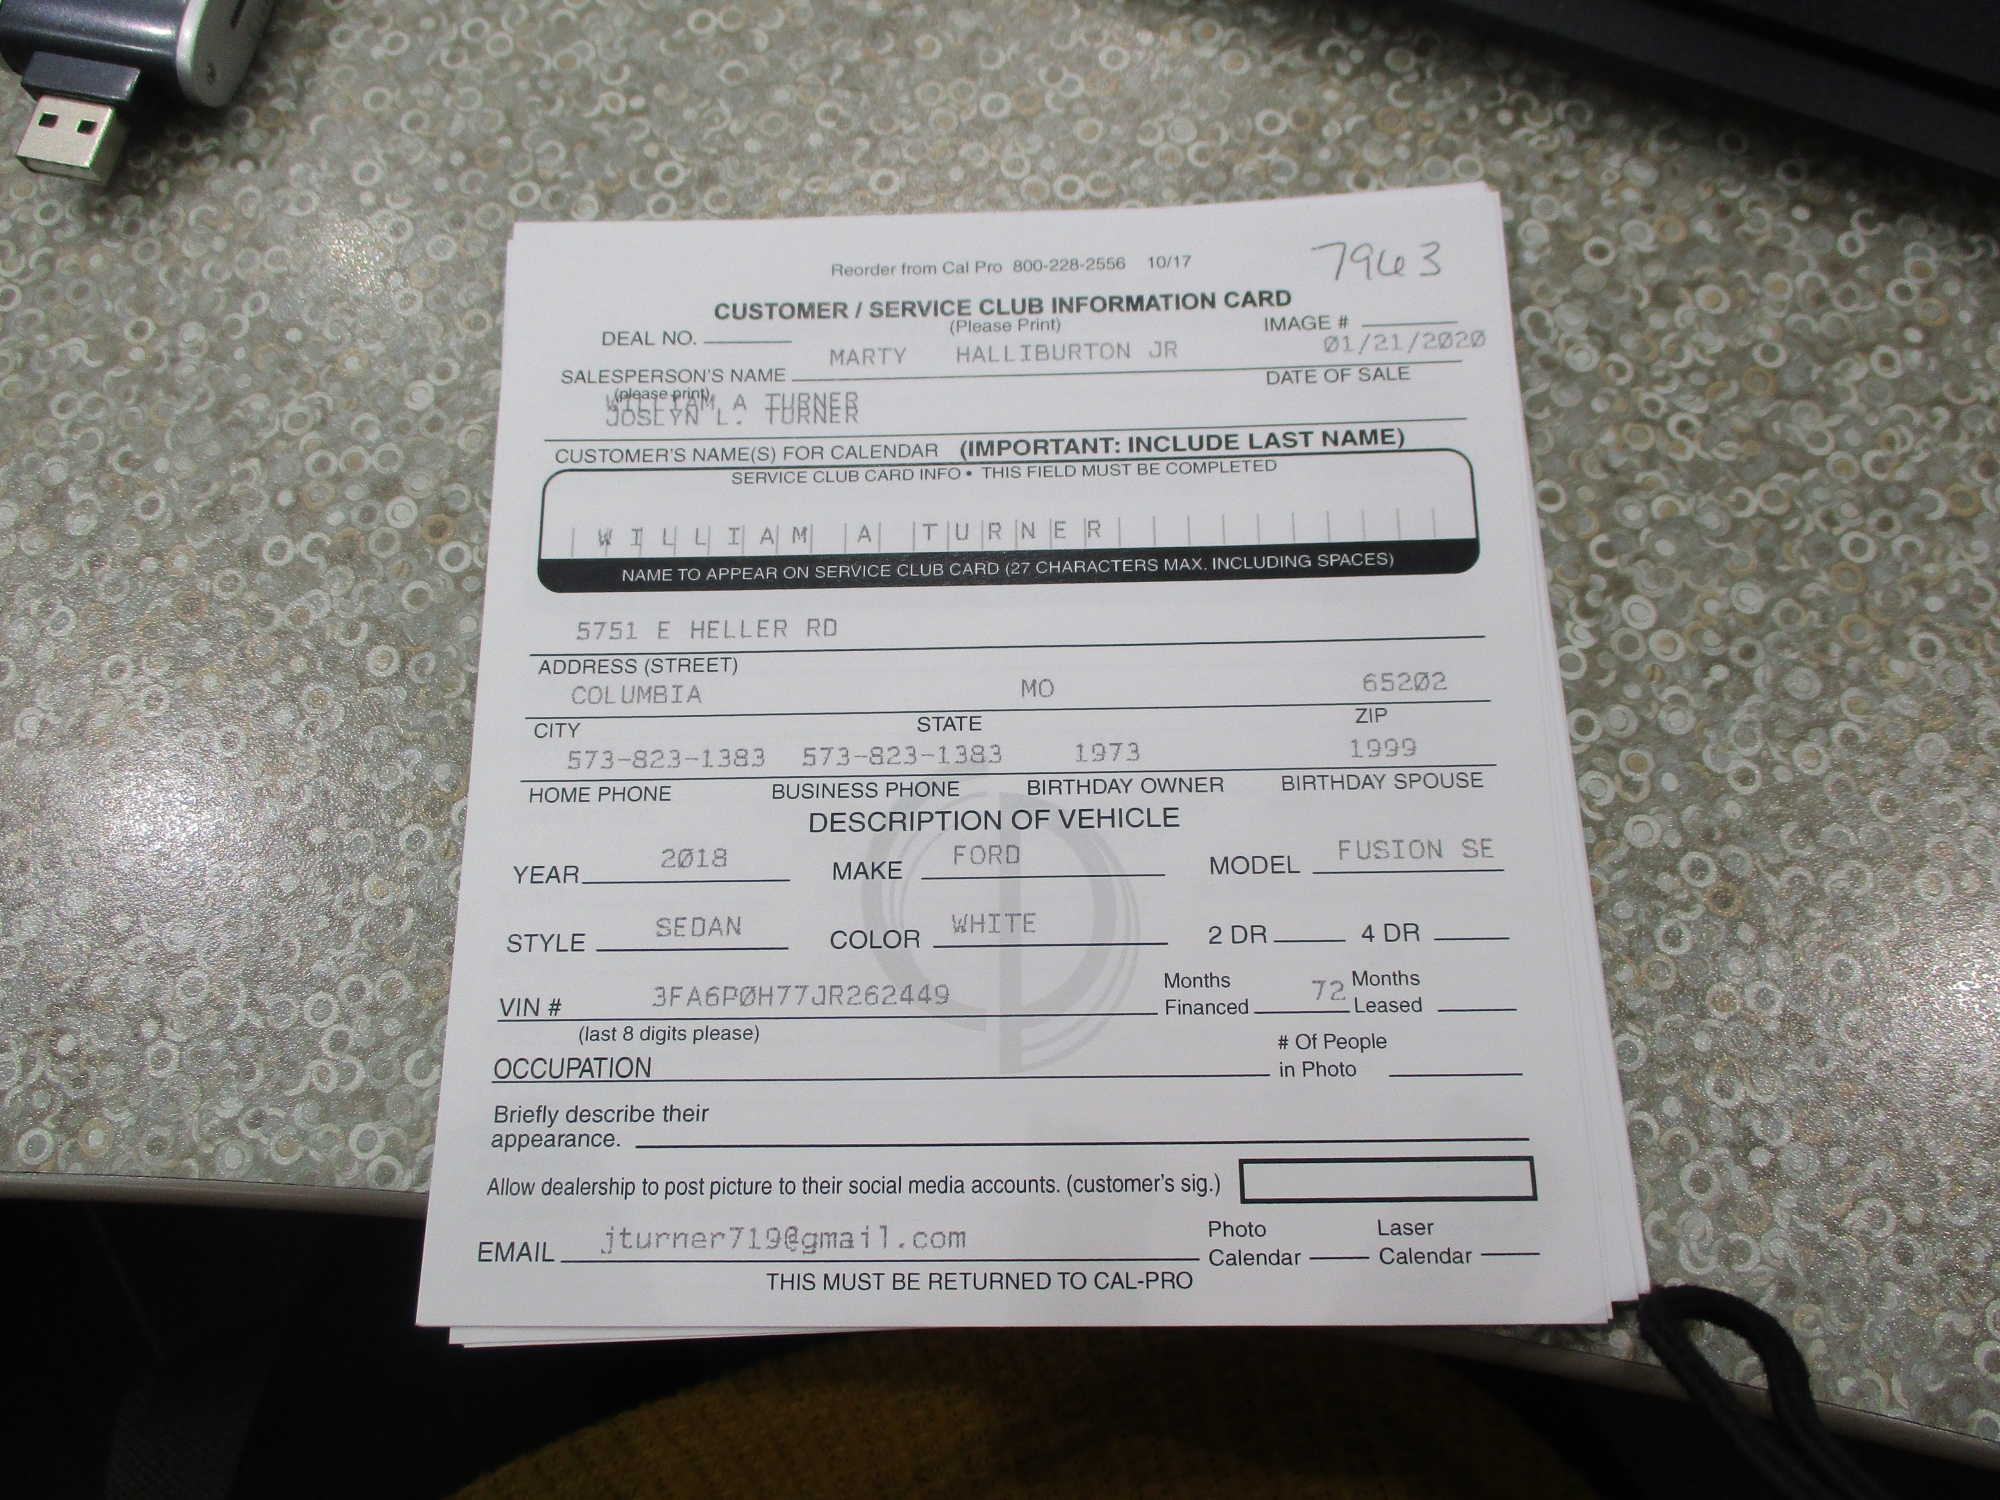 Reorder from Cal Pro 800-228-2556 10/17
7963
CUSTOMER / SERVICE CLUB INFORMATION CARD
(Please Print)
DEAL NO.
IMAGE #
MARTY HALLIBURTON JR
01/21/2020
SALESPERSON'S NAME
DATE OF SALE
(please print)
WILLIAM A TURNER
JOSLYN L. TURNER
CUSTOMER'S NAME(S) FOR CALENDAR (IMPORTANT: INCLUDE LAST NAME)
SERVICE CLUB CARD INFO • THIS FIELD MUST BE COMPLETED
WILLIAM A TURNER
NAME TO APPEAR ON SERVICE CLUB CARD (27 CHARACTERS MAX. INCLUDING SPACES)
5751 E HELLER RD
ADDRESS (STREET)
COLUMBIA MO 65202
CITY STATE ZIP
573-823-1383 573-823-1383 1973 1999
HOME PHONE BUSINESS PHONE BIRTHDAY OWNER BIRTHDAY SPOUSE
DESCRIPTION OF VEHICLE
YEAR 2018 MAKE FORD MODEL FUSION SE
STYLE SEDAN COLOR WHITE 2 DR 4 DR
VIN # 3FA6P0H77JR262449 Months Financed 72 Months Leased
(last 8 digits please)
OCCUPATION # Of People in Photo
Briefly describe their
appearance.
Allow dealership to post picture to their social media accounts. (customer's sig.)
EMAIL jturner719@gmail.com Photo Calendar Laser Calendar
THIS MUST BE RETURNED TO CAL-PRO